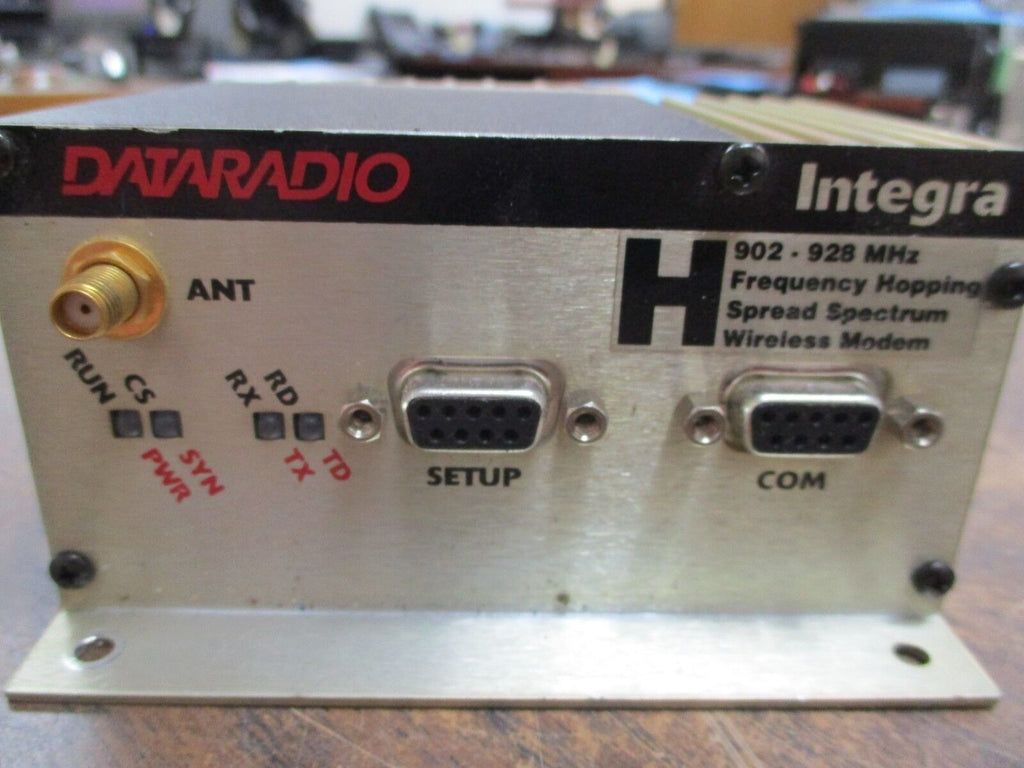 DATARADIO
Integra
H
902 - 928 MHz
Frequency Hopping
Spread Spectrum
Wireless Modem
ANT
RUN CS
RX RD
PWR SYN
TX TD
SETUP
COM